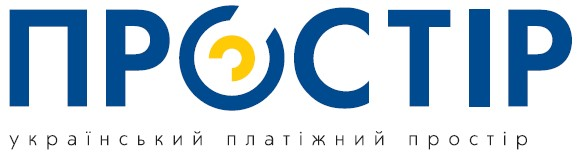 ПРОСТІР
український платіжний простір